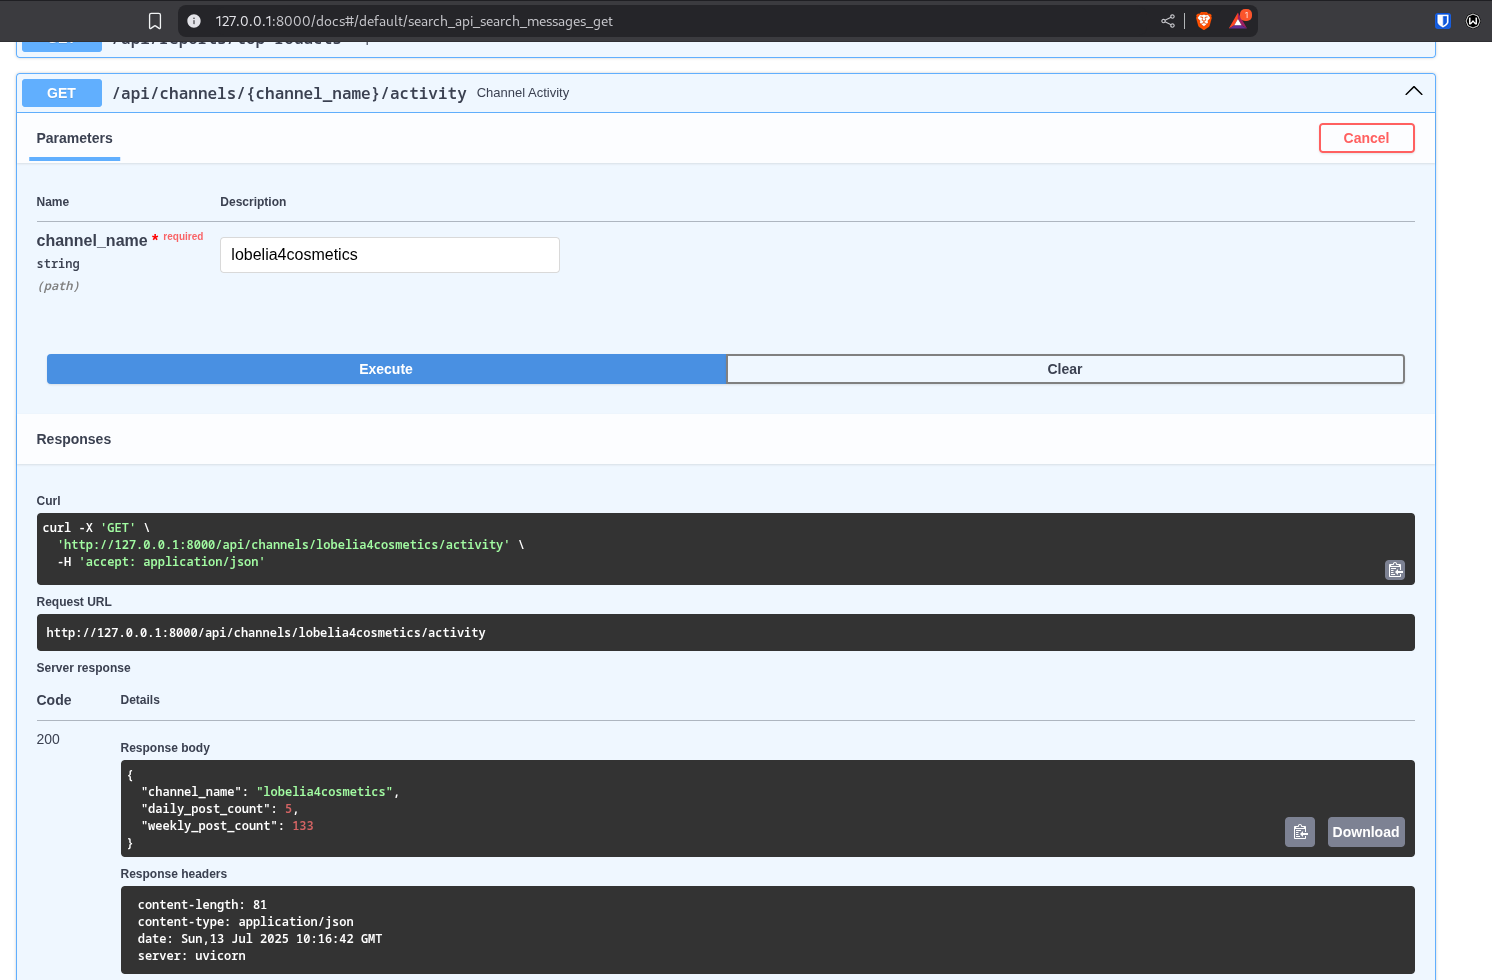 127.0.0.1:8000/docs#/default/search_api_search_messages_get
1
GET /api/channels/{channel_name}/activity Channel Activity
Parameters
Cancel
Name Description
channel_name * required
string
(path)
lobelia4cosmetics
Execute Clear
Responses
Curl
curl -X 'GET' \
'http://127.0.0.1:8000/api/channels/lobelia4cosmetics/activity' \
-H 'accept: application/json'
Request URL
http://127.0.0.1:8000/api/channels/lobelia4cosmetics/activity
Server response
Code Details
200
Response body
{
"channel_name": "lobelia4cosmetics",
"daily_post_count": 5,
"weekly_post_count": 133
}
Download
Response headers
content-length: 81
content-type: application/json
date: Sun,13 Jul 2025 10:16:42 GMT
server: uvicorn